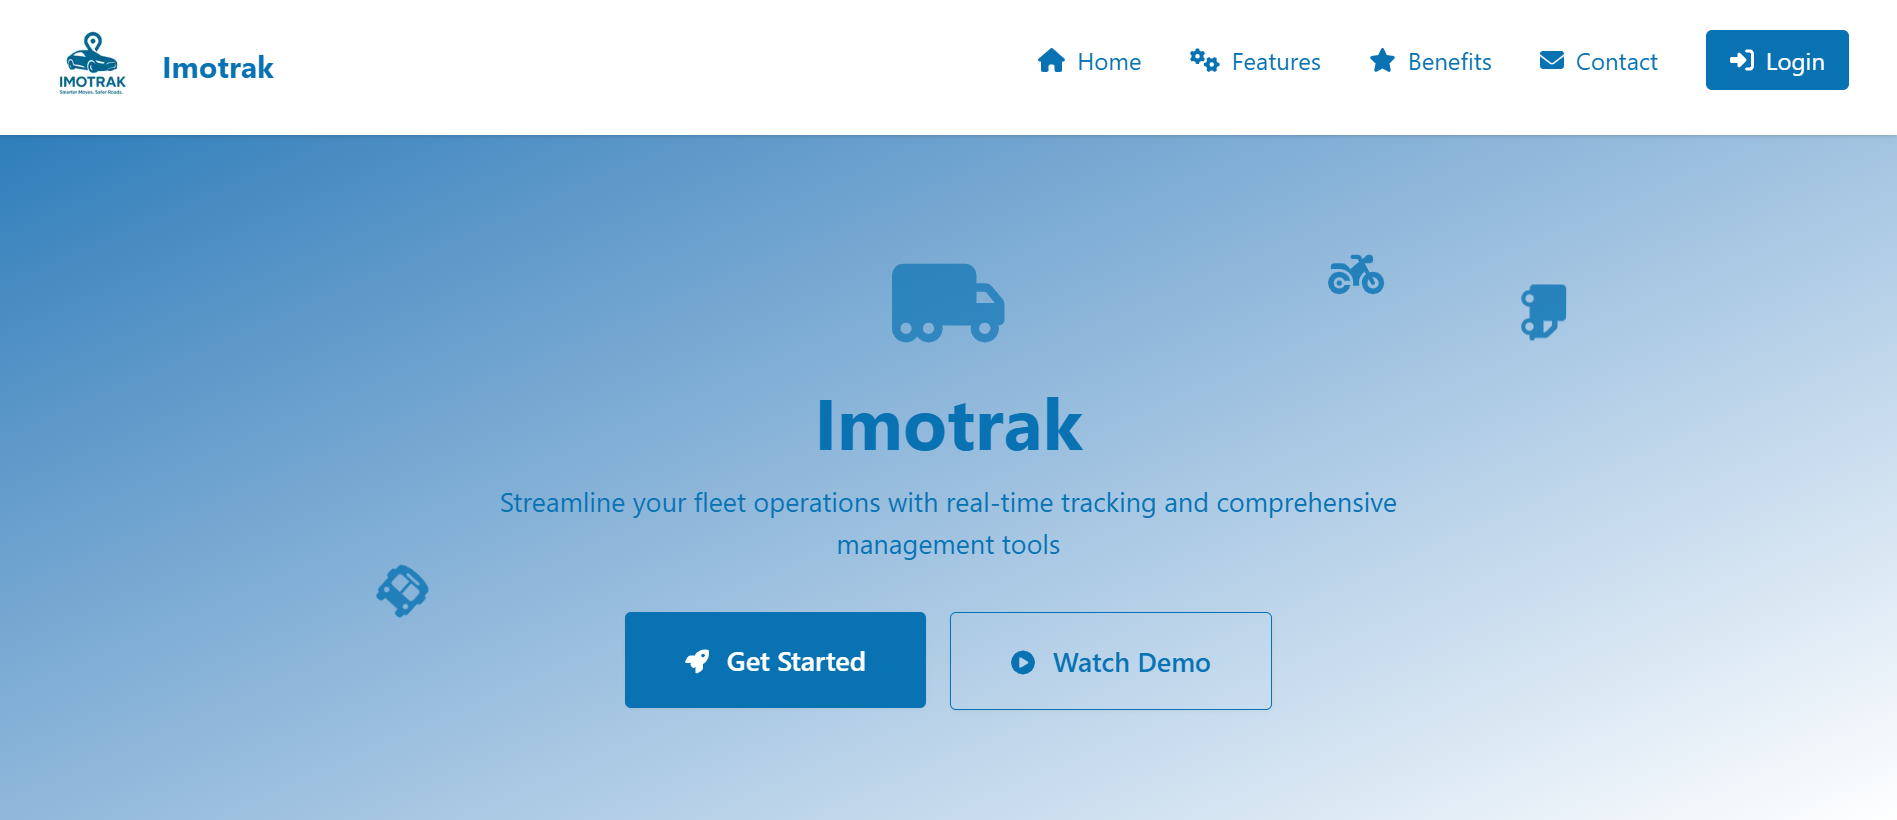 IMOTRAK
Smarter Moves. Safer Roads.
Imotrak
Home
Features
Benefits
Contact
Login
Imotrak
Streamline your fleet operations with real-time tracking and comprehensive
management tools
Get Started
Watch Demo